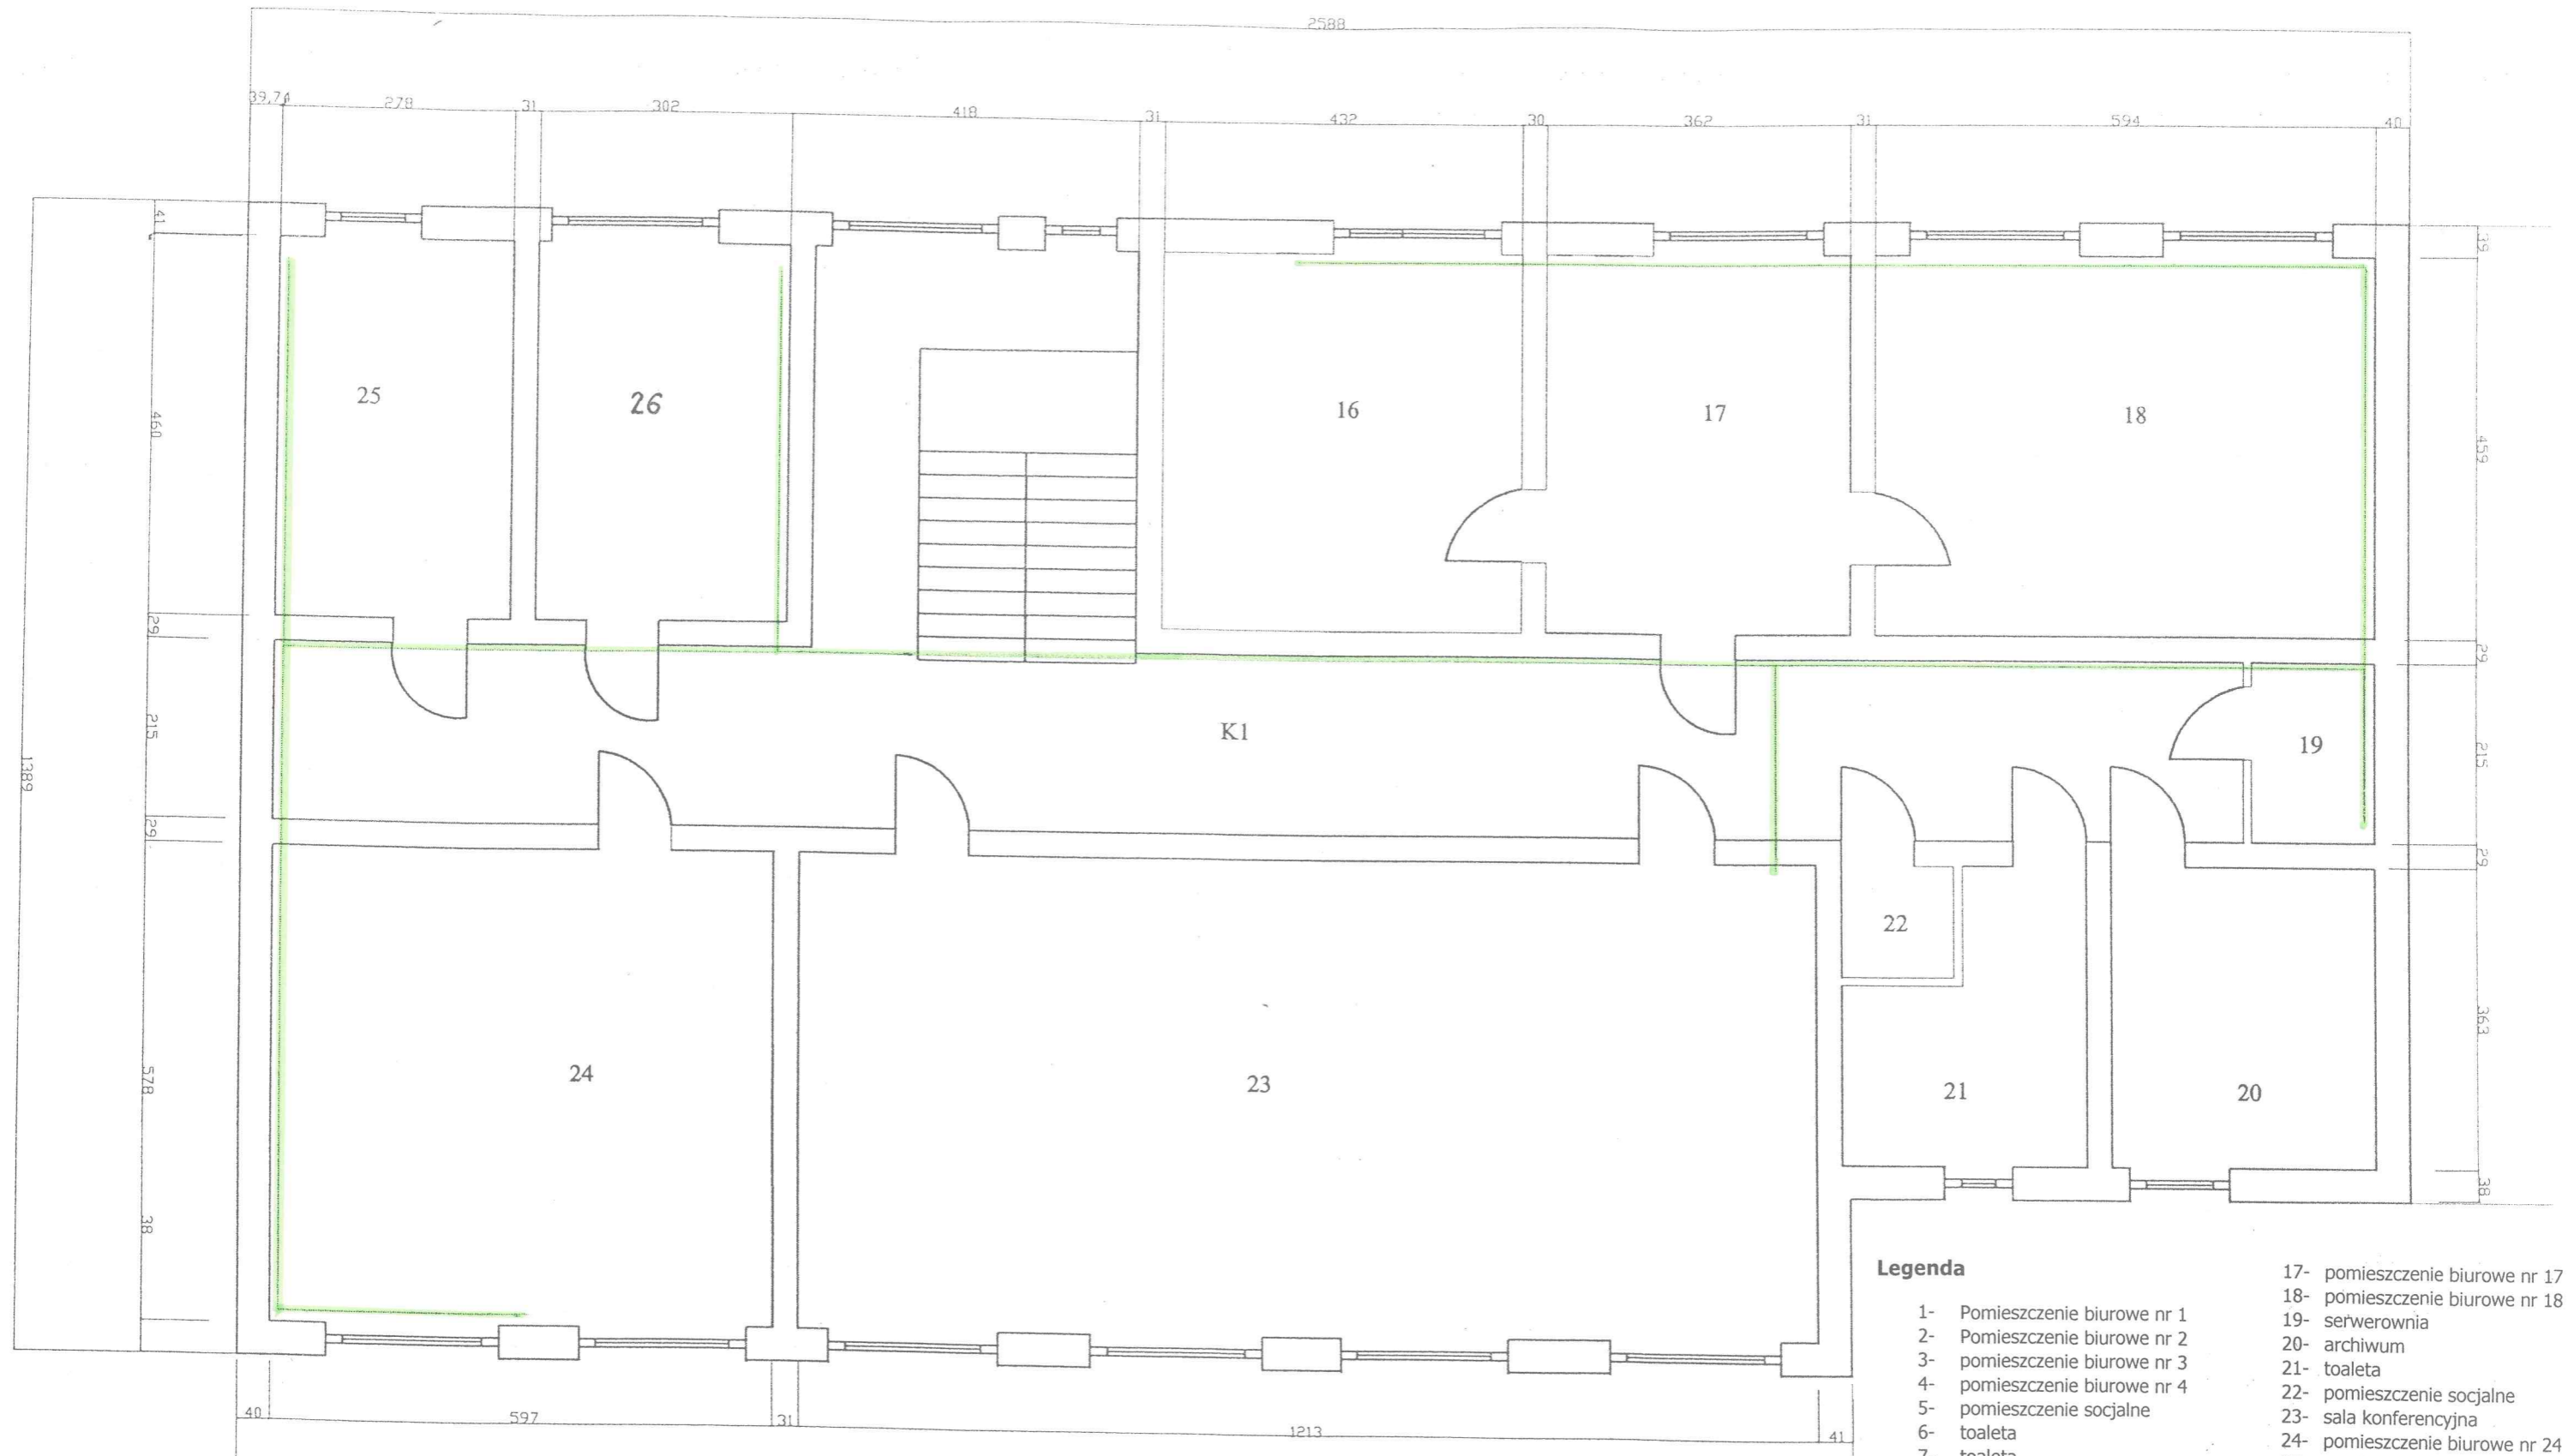 2588
39,74 278 31 302 418 31 432 30 362 31 594 40
41
39
25
26
16
17
18
460
459
29
29
K1
19
215
215
1389
29
29
22
24
23
21
20
363
578
38
38
40 597 31 1213 41
Legenda
1- Pomieszczenie biurowe nr 1
2- Pomieszczenie biurowe nr 2
3- pomieszczenie biurowe nr 3
4- pomieszczenie biurowe nr 4
5- pomieszczenie socjalne
6- toaleta
7- toaleta
17- pomieszczenie biurowe nr 17
18- pomieszczenie biurowe nr 18
19- serwerownia
20- archiwum
21- toaleta
22- pomieszczenie socjalne
23- sala konferencyjna
24- pomieszczenie biurowe nr 24